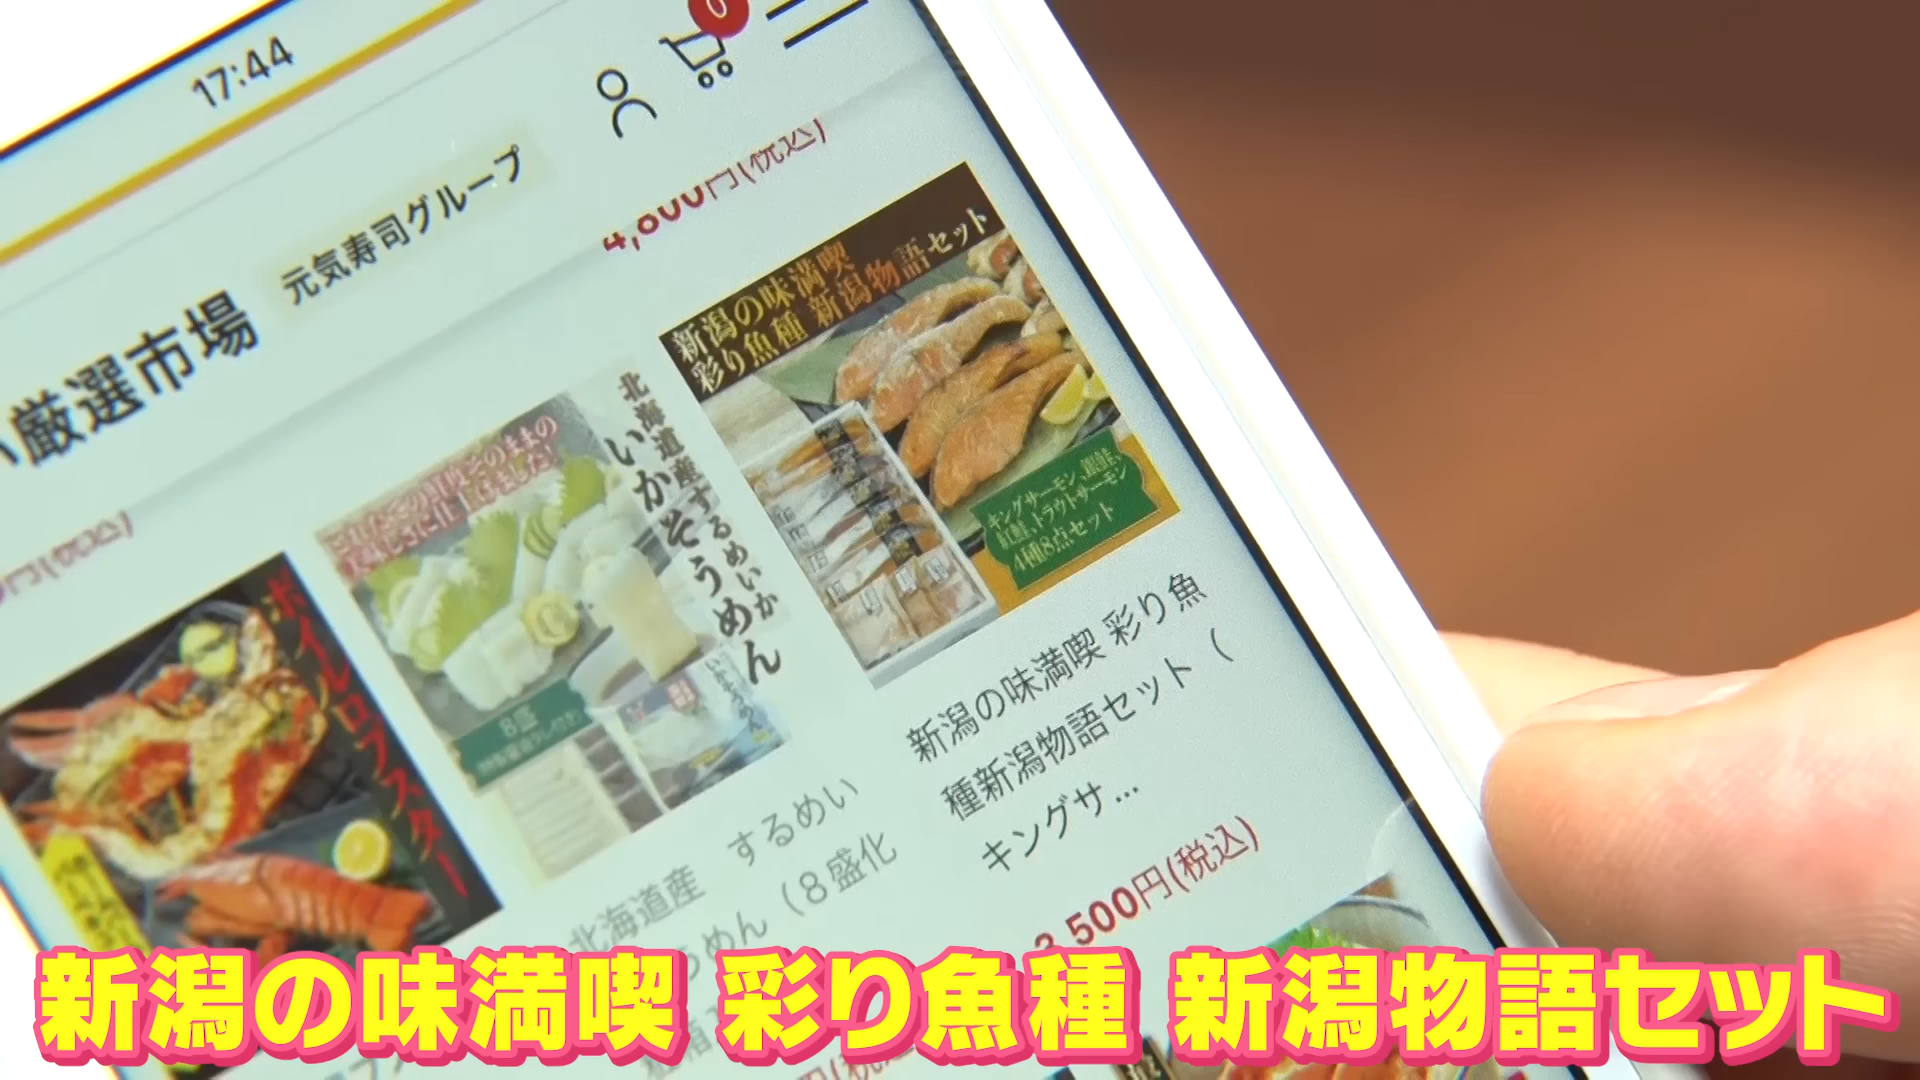 17:44
0
元気寿司グループ
厳選市場
4,800円(税込)
新潟の味満喫
彩り魚種 新潟物語セット
キングサーモン、銀鮭、
紅鮭、トラウトサーモン
4種8点セット
新潟の味満喫 彩り魚
種新潟物語セット（
キングサ…
3,500円(税込)
北海道産するめいか
いかそうめん
8盛
北海道産 するめい
うめん（８盛化
ボイルロブスター
新潟の味満喫 彩り魚種 新潟物語セット